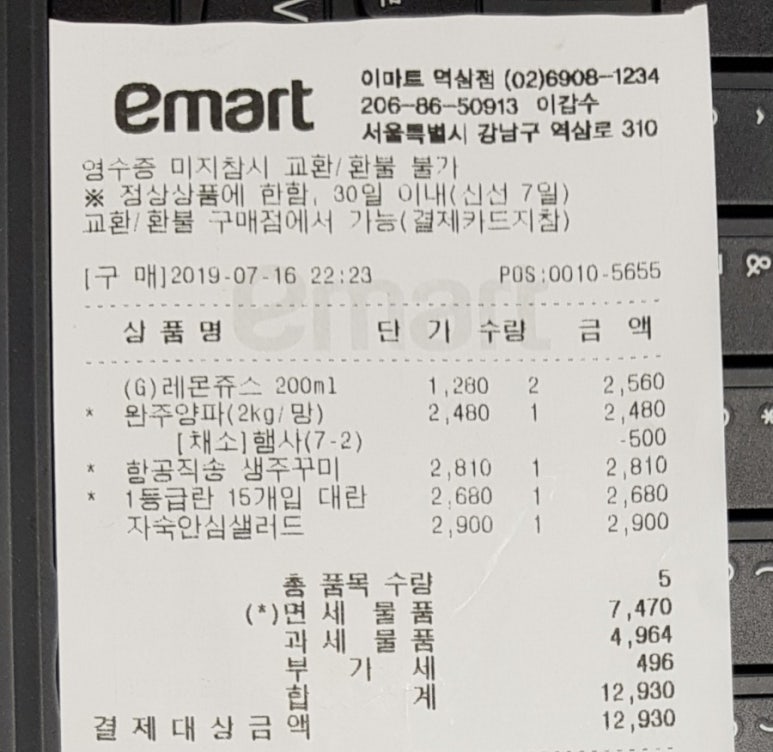 emart
이마트 역삼점 (02)6908-1234
206-86-50913 이갑수
서울특별시 강남구 역삼로 310
영수증 미지참시 교환/환불 불가
※ 정상상품에 한함, 30일 이내(신선 7일)
교환/환불 구매점에서 가능(결제카드지참)
[구 매]2019-07-16 22:23 POS:0010-5655
상 품 명 단 가 수량 금 액
(G)레몬쥬스 200ml 1,280 2 2,560
* 완주양파(2kg/망) 2,480 1 2,480
[채소]행사(7-2) -500
* 항공직송 생주꾸미 2,810 1 2,810
* 1등급란 15개입 대란 2,680 1 2,680
자숙안심샐러드 2,900 1 2,900
총 품목 수량 5
(*)면 세 물 품 7,470
과 세 물 품 4,964
부 가 세 496
합 계 12,930
결 제 대 상 금 액 12,930